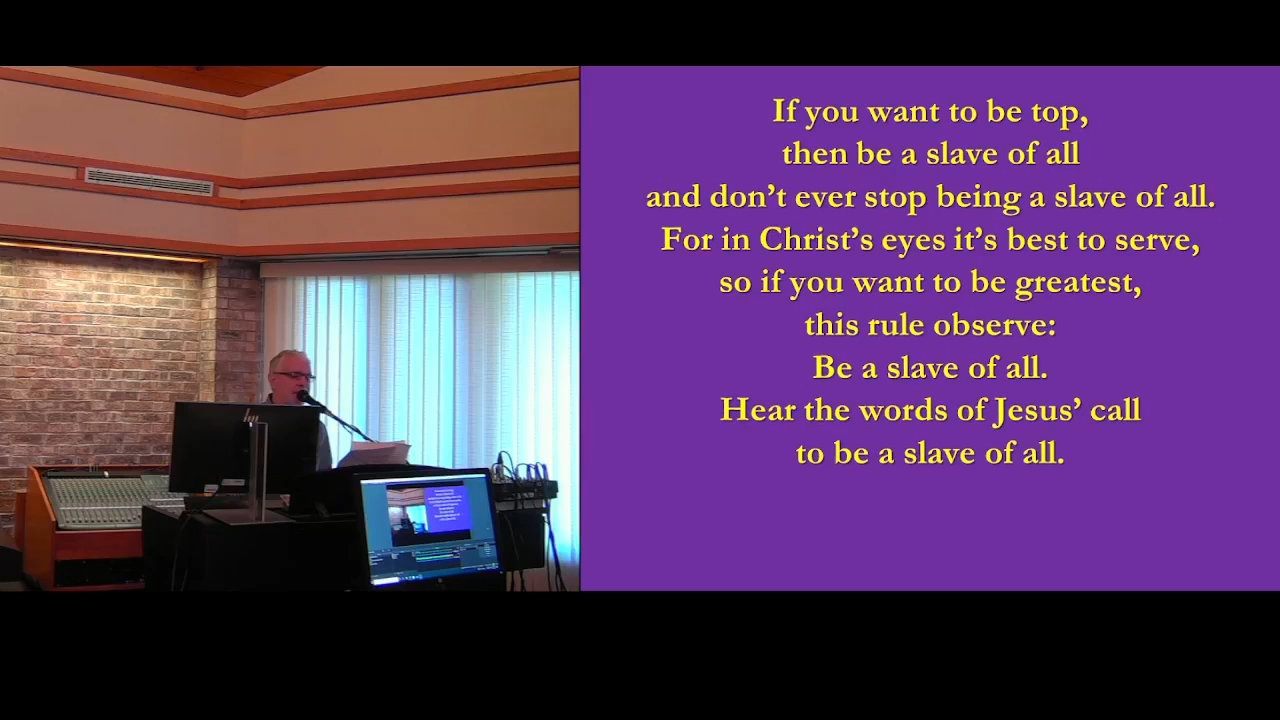 If you want to be top,
then be a slave of all
and don’t ever stop being a slave of all.
For in Christ’s eyes it’s best to serve,
so if you want to be greatest,
this rule observe:
Be a slave of all.
Hear the words of Jesus’ call
to be a slave of all.
hp